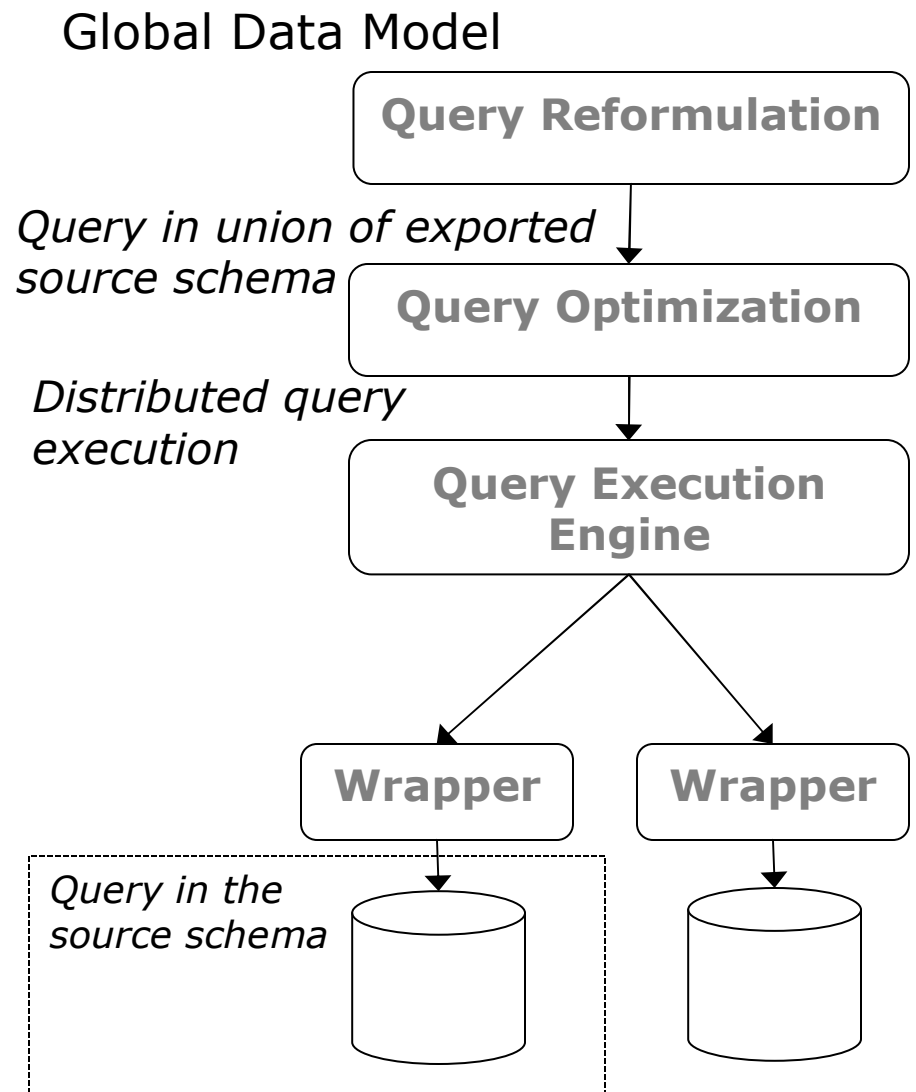 Global Data Model
Query Reformulation
Query in union of exported
source schema
Query Optimization
Distributed query
execution
Query Execution
Engine
Wrapper
Wrapper
Query in the
source schema